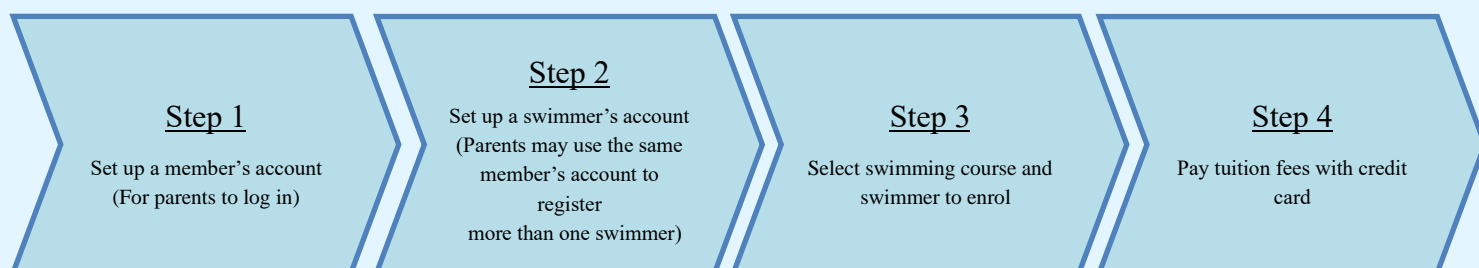 Step 1
Set up a member’s account
(For parents to log in)
Step 2
Set up a swimmer’s account
(Parents may use the same
member’s account to
register
more than one swimmer)
Step 3
Select swimming course and
swimmer to enrol
Step 4
Pay tuition fees with credit
card